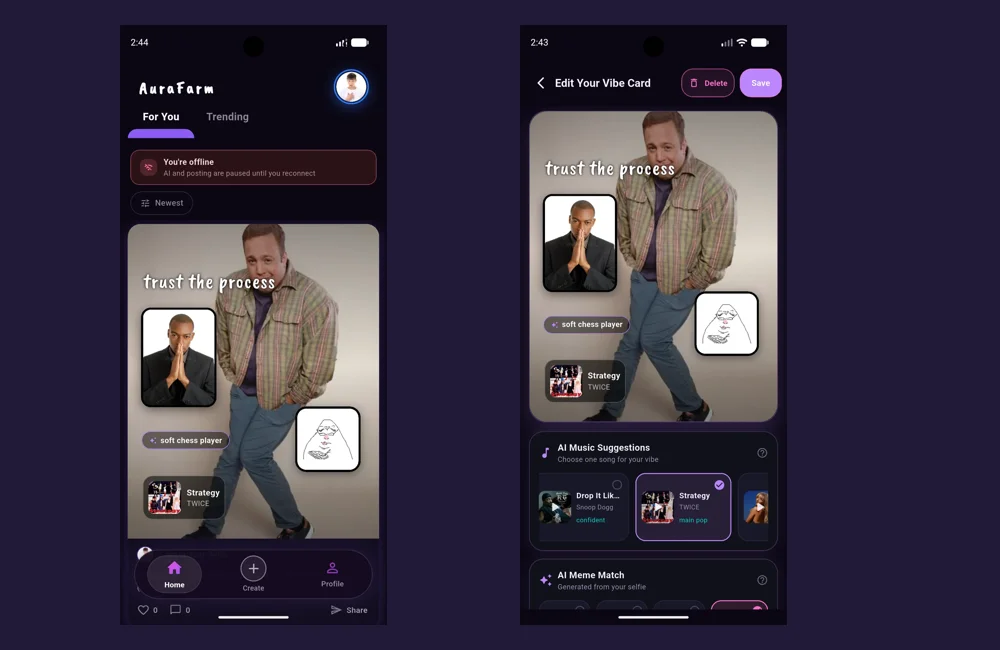 2:44
AuraFarm
For You
Trending
You're offline
AI and posting are paused until you reconnect
Newest
trust the process
soft chess player
Strategy
TWICE
Home
Create
Profile
0
0
Share
2:43
Edit Your Vibe Card
Delete
Save
trust the process
soft chess player
Strategy
TWICE
AI Music Suggestions
Choose one song for your vibe
Drop It Lik...
Snoop Dogg
confident
Strategy
TWICE
main pop
AI Meme Match
Generated from your selfie